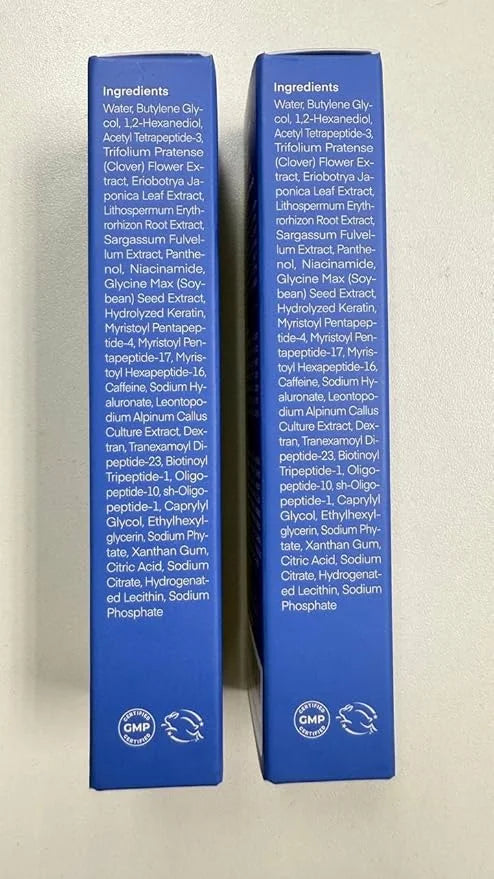 Ingredients
Water, Butylene Gly-
col, 1,2-Hexanediol,
Acetyl Tetrapeptide-3,
Trifolium Pratense
(Clover) Flower Ex-
tract, Eriobotrya Ja-
ponica Leaf Extract,
Lithospermum Eryth-
rorhizon Root Extract,
Sargassum Fulvel-
lum Extract, Panthe-
nol, Niacinamide,
Glycine Max (Soy-
bean) Seed Extract,
Hydrolyzed Keratin,
Myristoyl Pentapep-
tide-4, Myristoyl Pen-
tapeptide-17, Myris-
toyl Hexapeptide-16,
Caffeine, Sodium Hy-
aluronate, Leontopo-
dium Alpinum Callus
Culture Extract, Dex-
tran, Tranexamoyl Di-
peptide-23, Biotinoyl
Tripeptide-1, Oligo-
peptide-10, sh-Oligo-
peptide-1, Caprylyl
Glycol, Ethylhexyl-
glycerin, Sodium Phy-
tate, Xanthan Gum,
Citric Acid, Sodium
Citrate, Hydrogenat-
ed Lecithin, Sodium
Phosphate
CERTIFIED
GMP
CERTIFIED
Ingredients
Water, Butylene Gly-
col, 1,2-Hexanediol,
Acetyl Tetrapeptide-3,
Trifolium Pratense
(Clover) Flower Ex-
tract, Eriobotrya Ja-
ponica Leaf Extract,
Lithospermum Eryth-
rorhizon Root Extract,
Sargassum Fulvel-
lum Extract, Panthe-
nol, Niacinamide,
Glycine Max (Soy-
bean) Seed Extract,
Hydrolyzed Keratin,
Myristoyl Pentapep-
tide-4, Myristoyl Pen-
tapeptide-17, Myris-
toyl Hexapeptide-16,
Caffeine, Sodium Hy-
aluronate, Leontopo-
dium Alpinum Callus
Culture Extract, Dex-
tran, Tranexamoyl Di-
peptide-23, Biotinoyl
Tripeptide-1, Oligo-
peptide-10, sh-Oligo-
peptide-1, Caprylyl
Glycol, Ethylhexyl-
glycerin, Sodium Phy-
tate, Xanthan Gum,
Citric Acid, Sodium
Citrate, Hydrogenat-
ed Lecithin, Sodium
Phosphate
CERTIFIED
GMP
CERTIFIED